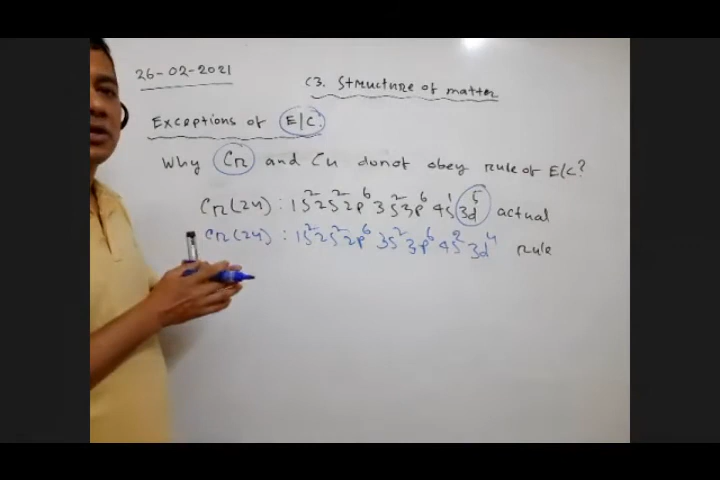 26-02-2021
C3. Structure of matter
Exceptions of E/C.
Why Cr and Cu donot obey rule of E/C?
Cr(24) : 1s² 2s² 2p⁶ 3s² 3p⁶ 4s¹ 3d⁵ actual
Cr(24) : 1s² 2s² 2p⁶ 3s² 3p⁶ 4s² 3d⁴ rule